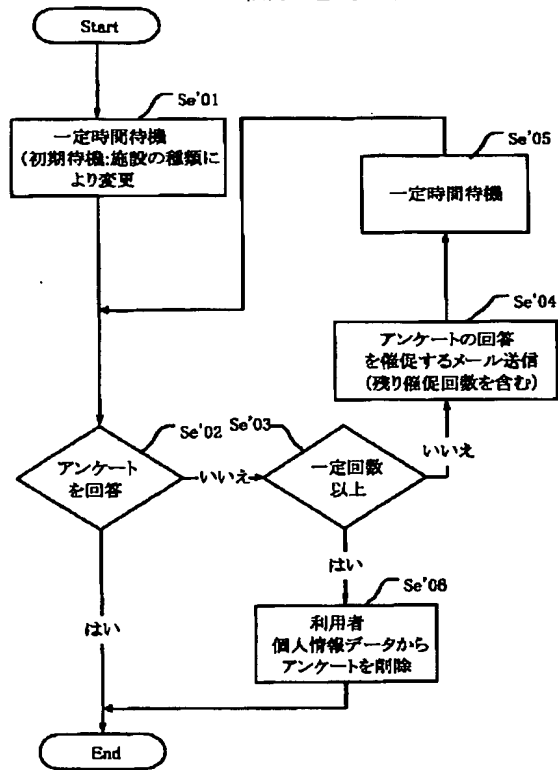 Start
Se'01
一定時間待機
(初期待機:施設の種類に
より変更
Se'05
一定時間待機
Se'04
アンケートの回答
を催促するメール送信
(残り催促回数を含む)
Se'02
アンケート
を回答
いいえ
Se'03
一定回数
以上
いいえ
はい
はい
Se'06
利用者
個人情報データから
アンケートを削除
End